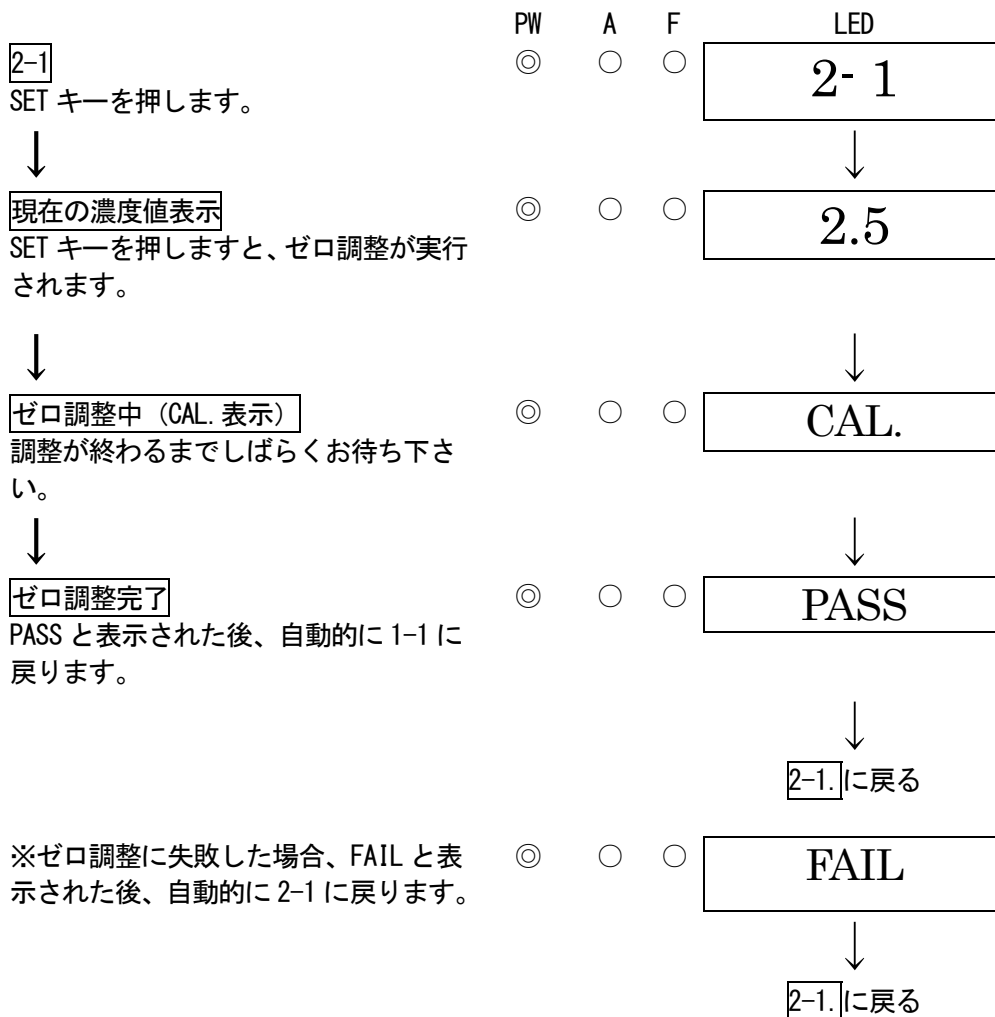 PW A F LED
2-1 ◎ ○ ○ 2- 1
SET キーを押します。
↓ ↓
現在の濃度値表示 ◎ ○ ○ 2.5
SET キーを押しますと、ゼロ調整が実行
されます。
↓ ↓
ゼロ調整中 (CAL.表示) ◎ ○ ○ CAL.
調整が終わるまでしばらくお待ち下さ
い。
↓ ↓
ゼロ調整完了 ◎ ○ ○ PASS
PASS と表示された後、自動的に 1-1 に
戻ります。
↓
2-1.に戻る
※ゼロ調整に失敗した場合、FAIL と表 ◎ ○ ○ FAIL
示された後、自動的に 2-1 に戻ります。
↓
2-1.に戻る